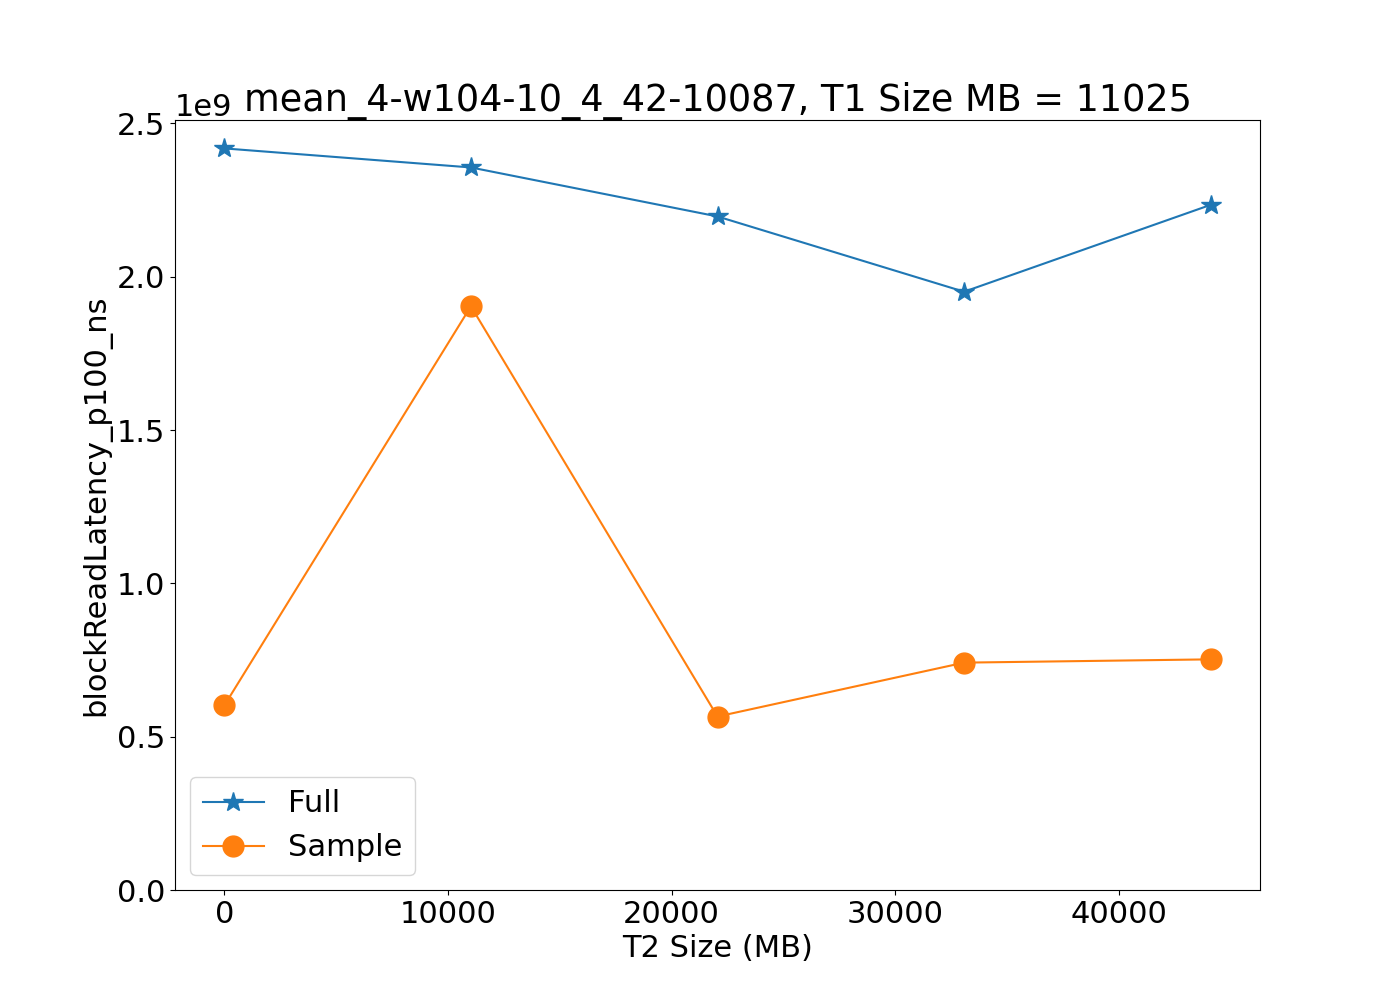 1e9
mean_4-w104-10_4_42-10087, T1 Size MB = 11025
2.5
2.0
1.5
1.0
0.5
0.0
blockReadLatency_p100_ns
Full
Sample
0 10000 20000 30000 40000
T2 Size (MB)